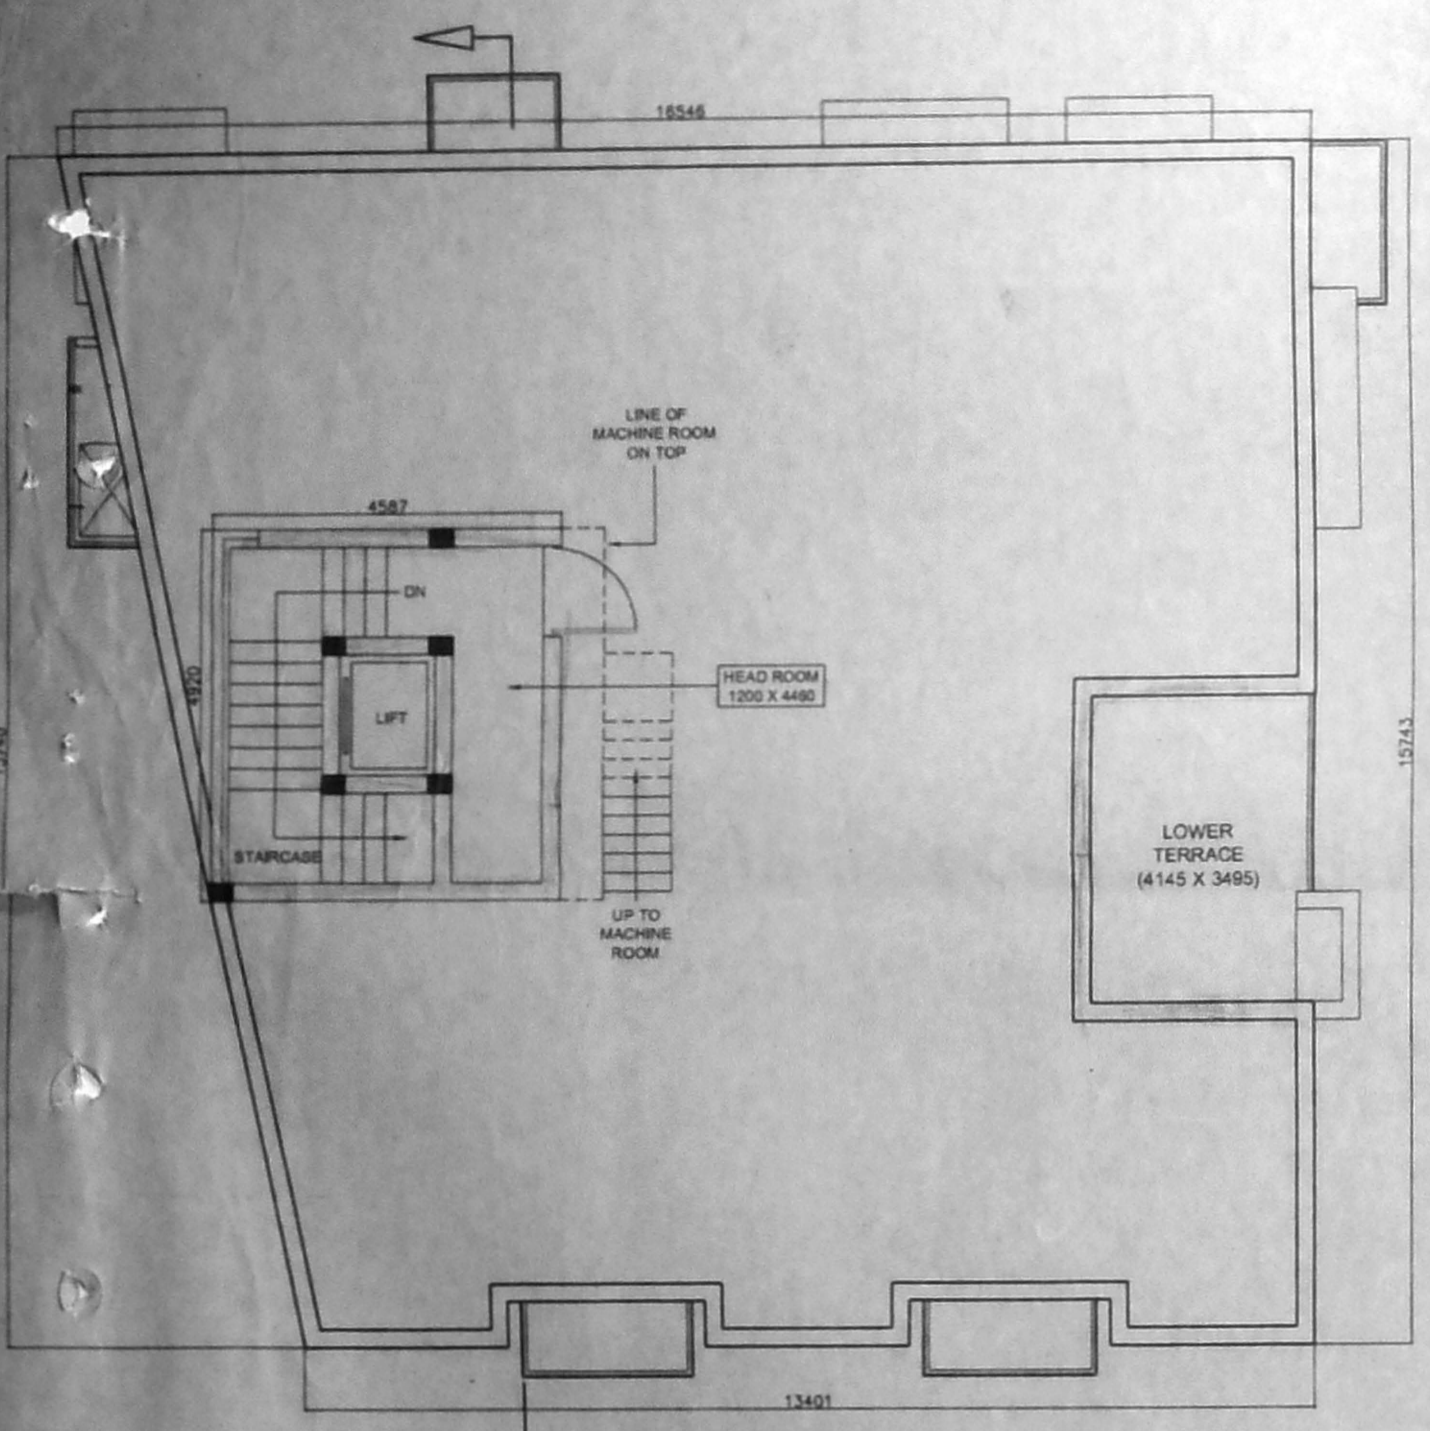 16546
LINE OF
MACHINE ROOM
ON TOP
4587
DN
4920
HEAD ROOM
1200 X 4460
LIFT
15743
LOWER
TERRACE
(4145 X 3495)
STAIRCASE
UP TO
MACHINE
ROOM
13401